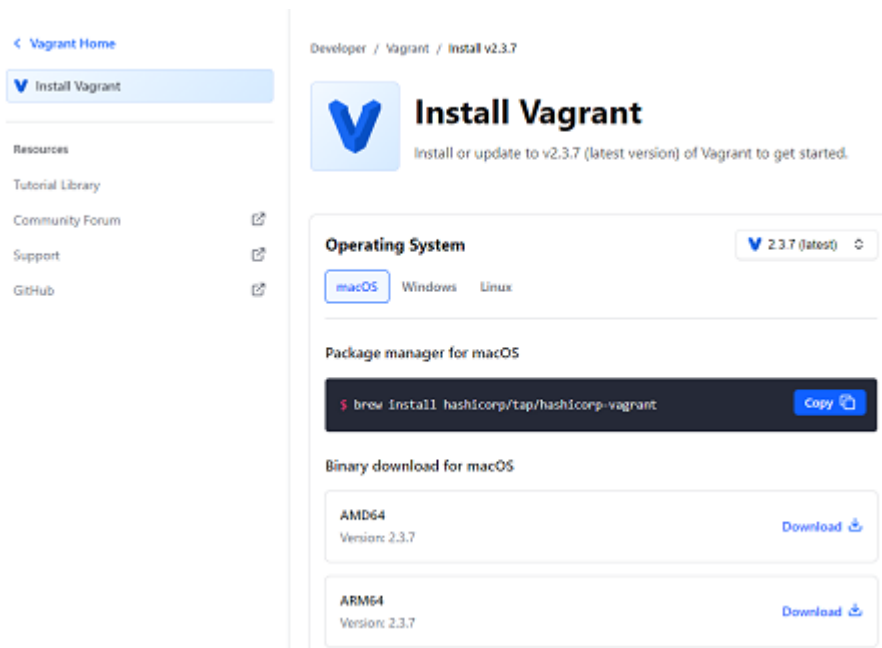 Vagrant Home
Install Vagrant
Resources
Tutorial Library
Community Forum
Support
GitHub
Developer / Vagrant / Install v2.3.7
Install Vagrant
Install or update to v2.3.7 (latest version) of Vagrant to get started.
Operating System
2.3.7 (latest)
macOS Windows Linux
Package manager for macOS
$ brew install hashicorp/tap/hashicorp-vagrant
Copy
Binary download for macOS
AMD64
Version: 2.3.7
Download
ARM64
Version: 2.3.7
Download